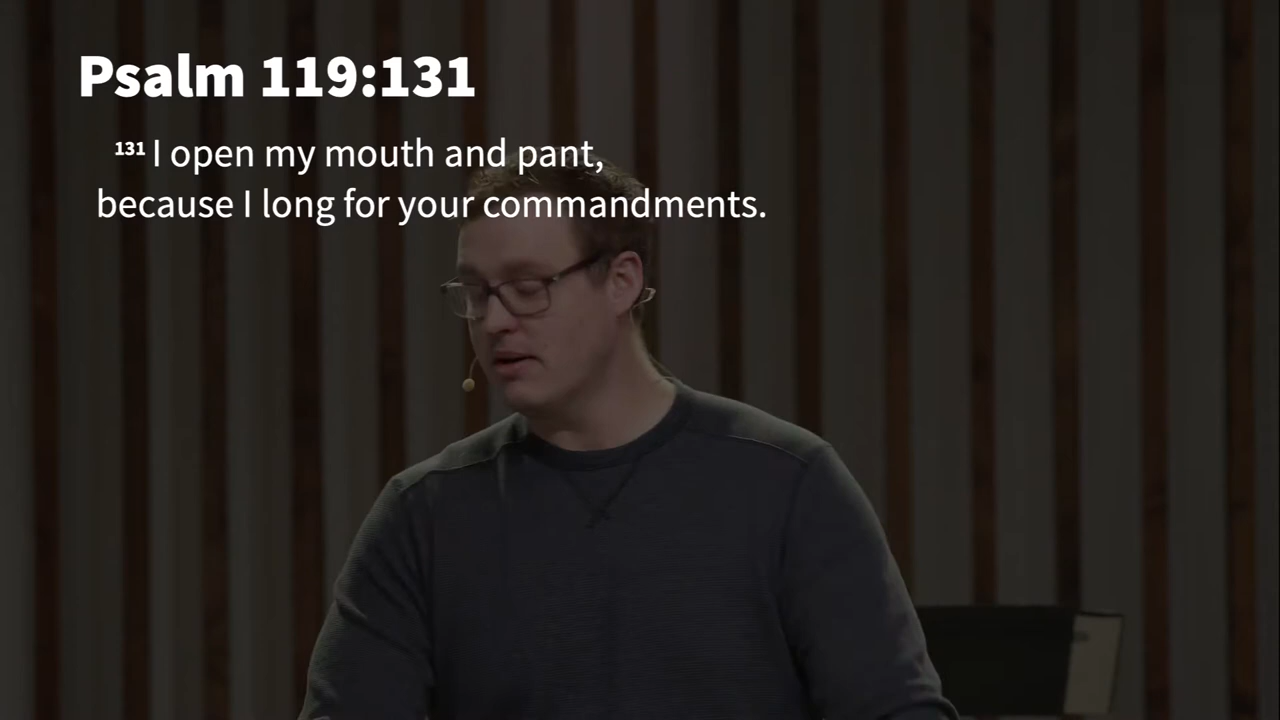 Psalm 119:131
131 I open my mouth and pant,
because I long for your commandments.